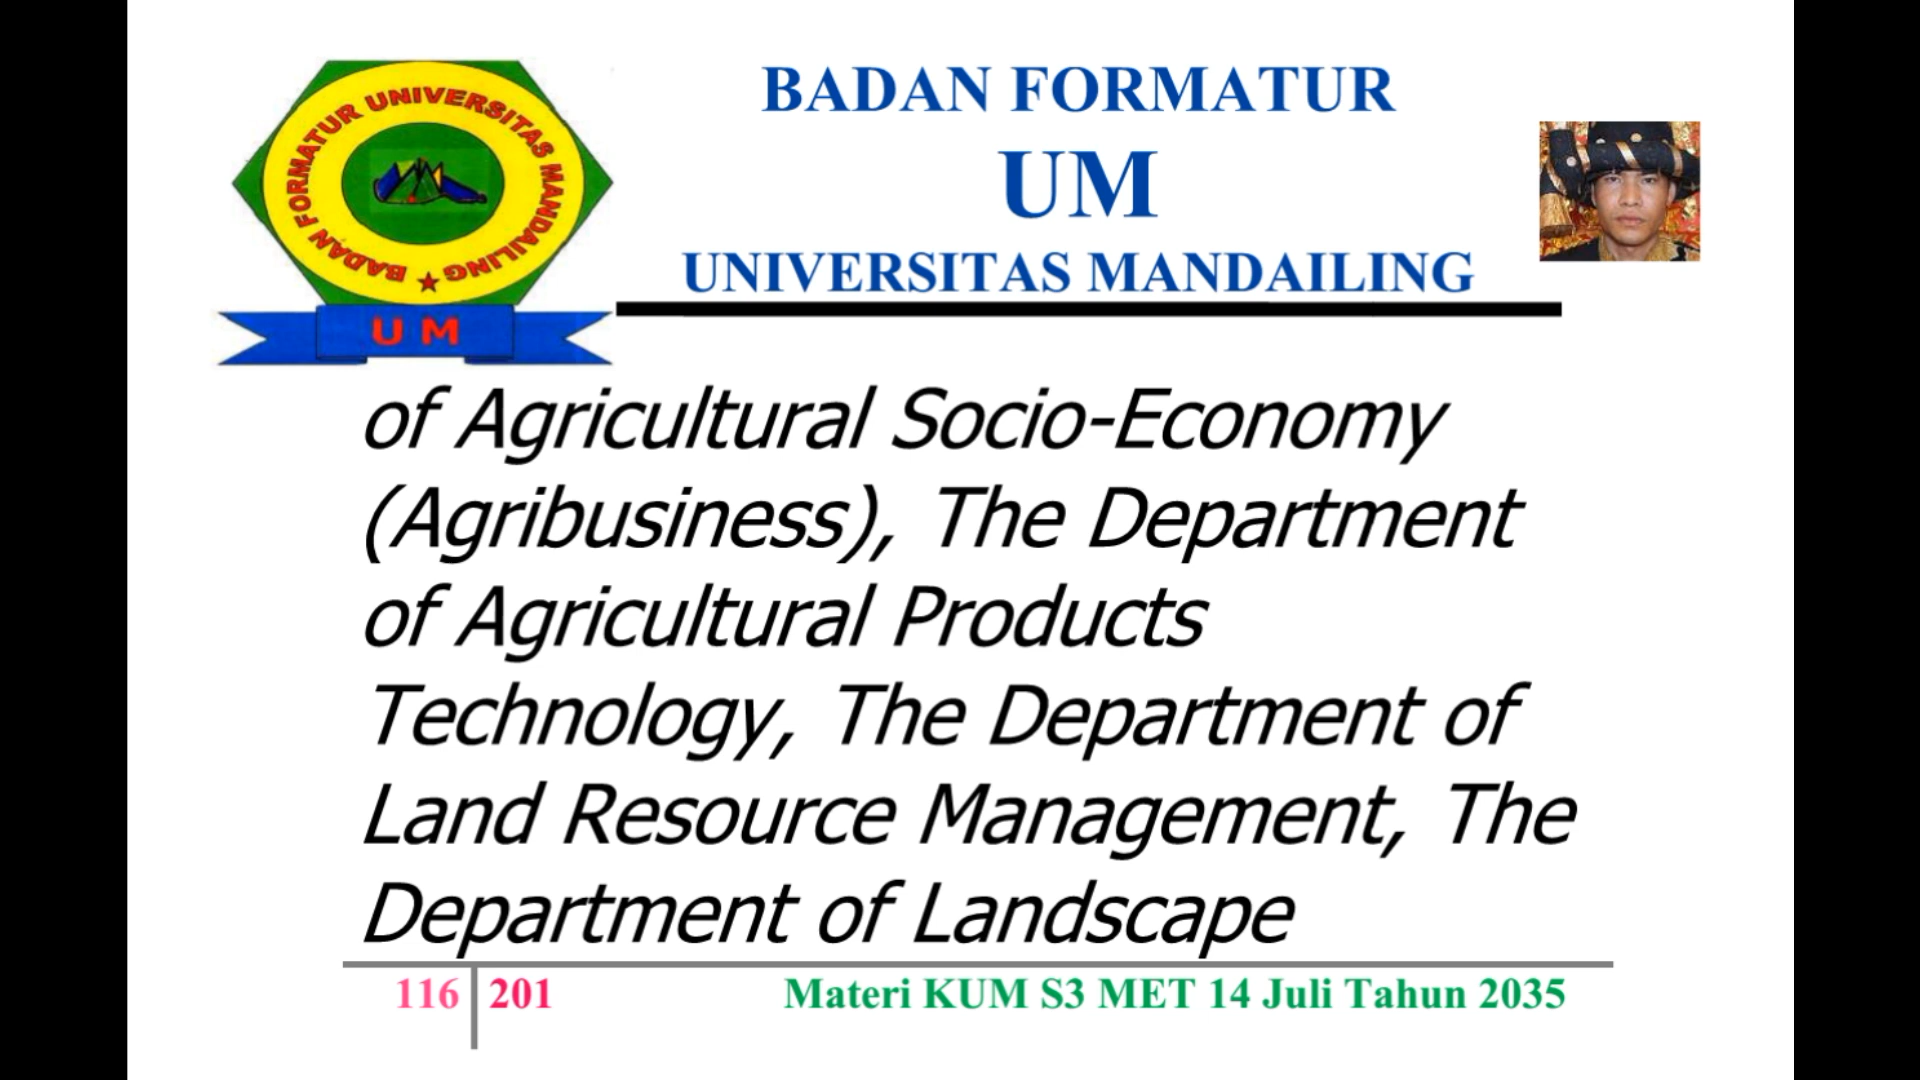 BADAN FORMATUR UNIVERSITAS MANDAILING
UM
BADAN FORMATUR
UM
UNIVERSITAS MANDAILING
of Agricultural Socio-Economy
(Agribusiness), The Department
of Agricultural Products
Technology, The Department of
Land Resource Management, The
Department of Landscape
116 201 Materi KUM S3 MET 14 Juli Tahun 2035